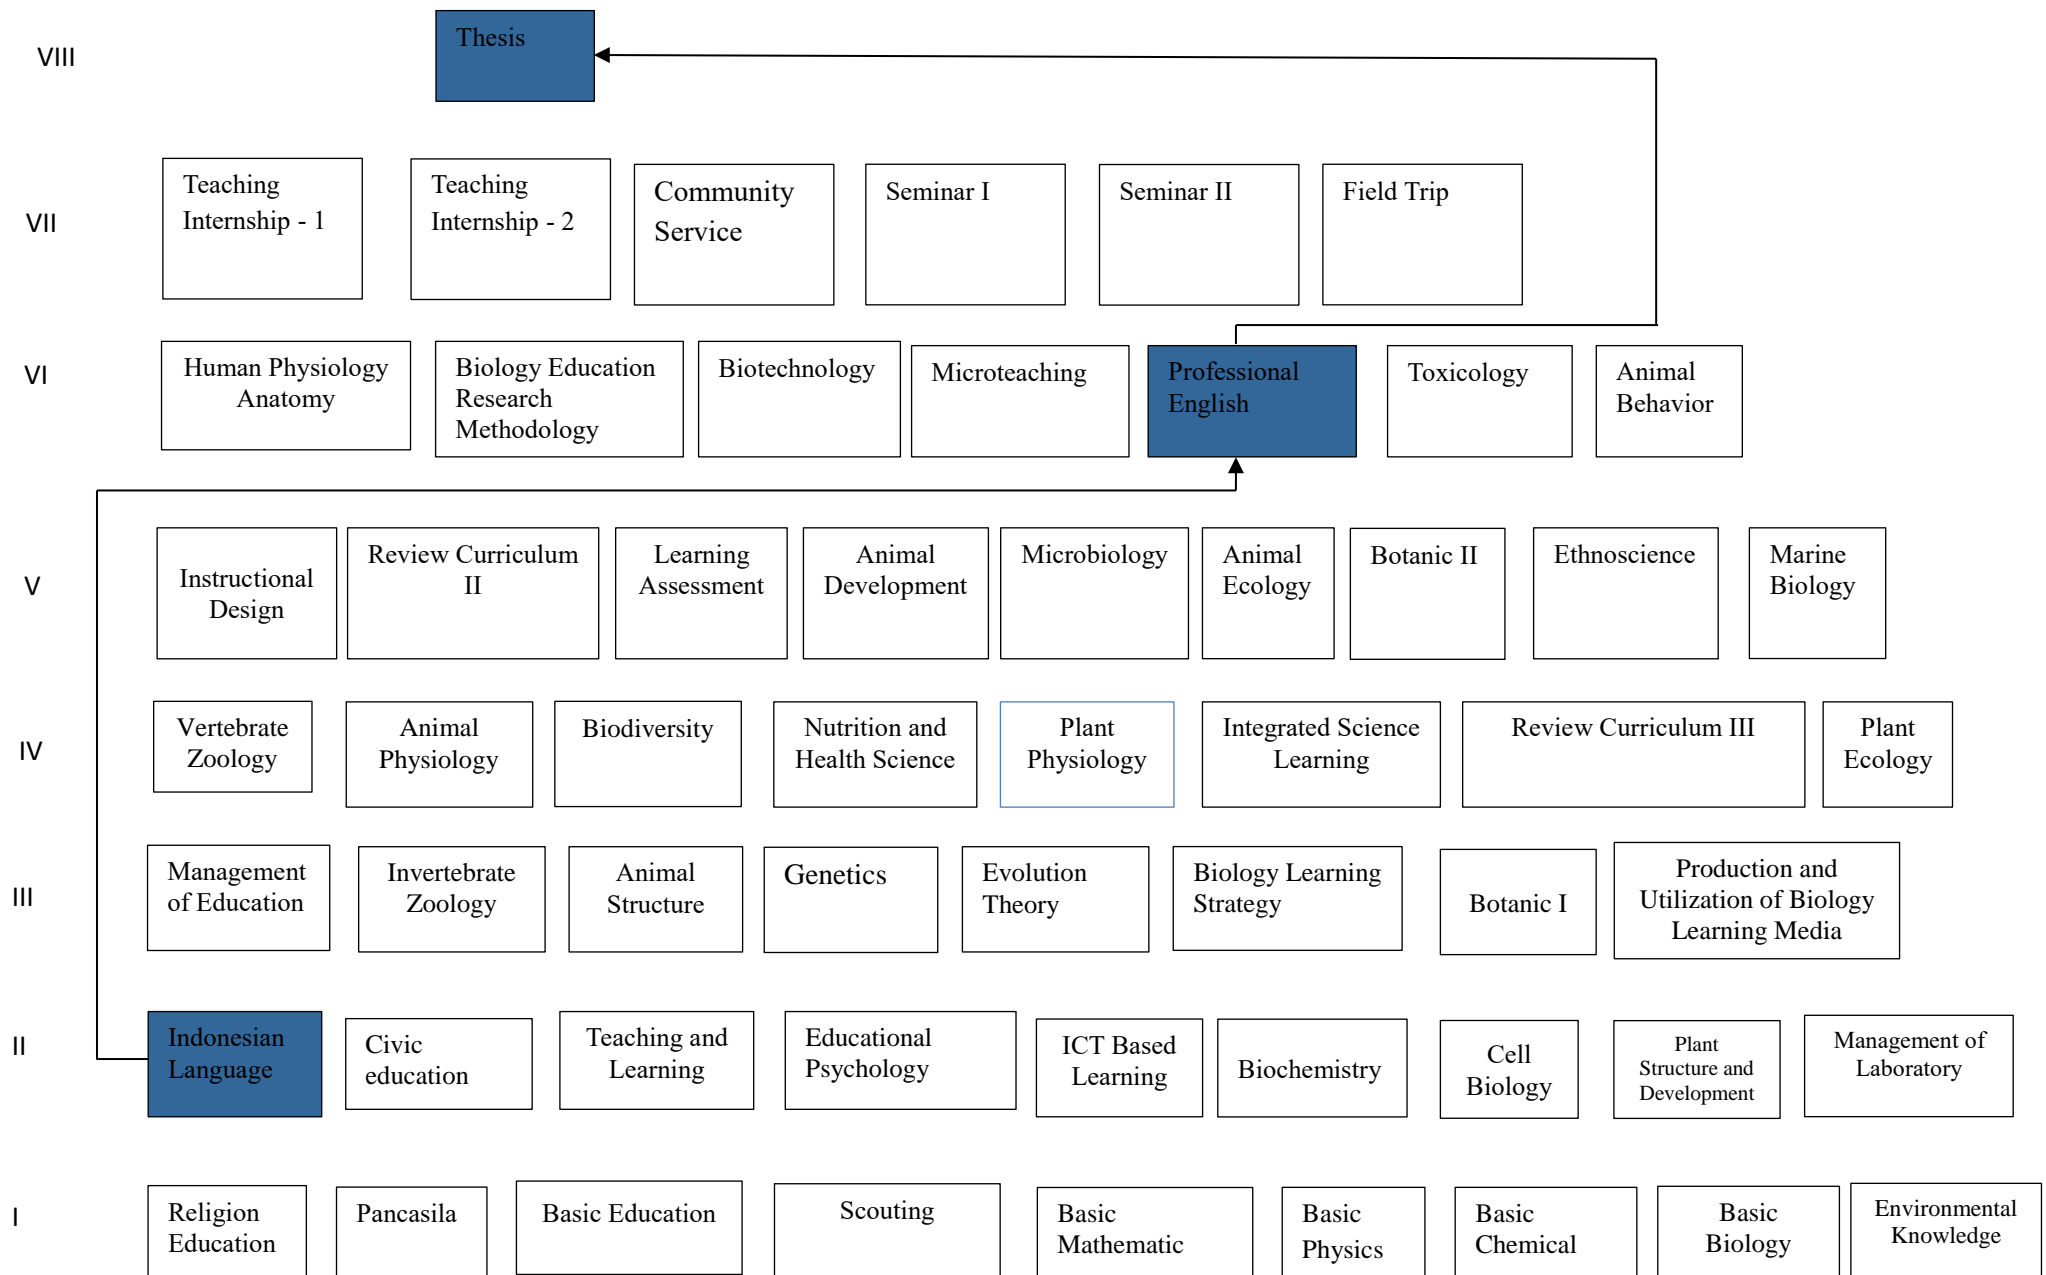 VIII
Thesis
VII
Teaching
Internship - 1
Teaching
Internship - 2
Community
Service
Seminar I
Seminar II
Field Trip
VI
Human Physiology
Anatomy
Biology Education
Research
Methodology
Biotechnology
Microteaching
Professional
English
Toxicology
Animal
Behavior
V
Instructional
Design
Review Curriculum
II
Learning
Assessment
Animal
Development
Microbiology
Animal
Ecology
Botanic II
Ethnoscience
Marine
Biology
IV
Vertebrate
Zoology
Animal
Physiology
Biodiversity
Nutrition and
Health Science
Plant
Physiology
Integrated Science
Learning
Review Curriculum III
Plant
Ecology
III
Management
of Education
Invertebrate
Zoology
Animal
Structure
Genetics
Evolution
Theory
Biology Learning
Strategy
Botanic I
Production and
Utilization of Biology
Learning Media
II
Indonesian
Language
Civic
education
Teaching and
Learning
Educational
Psychology
ICT Based
Learning
Biochemistry
Cell
Biology
Plant
Structure and
Development
Management of
Laboratory
I
Religion
Education
Pancasila
Basic Education
Scouting
Basic
Mathematic
Basic
Physics
Basic
Chemical
Basic
Biology
Environmental
Knowledge